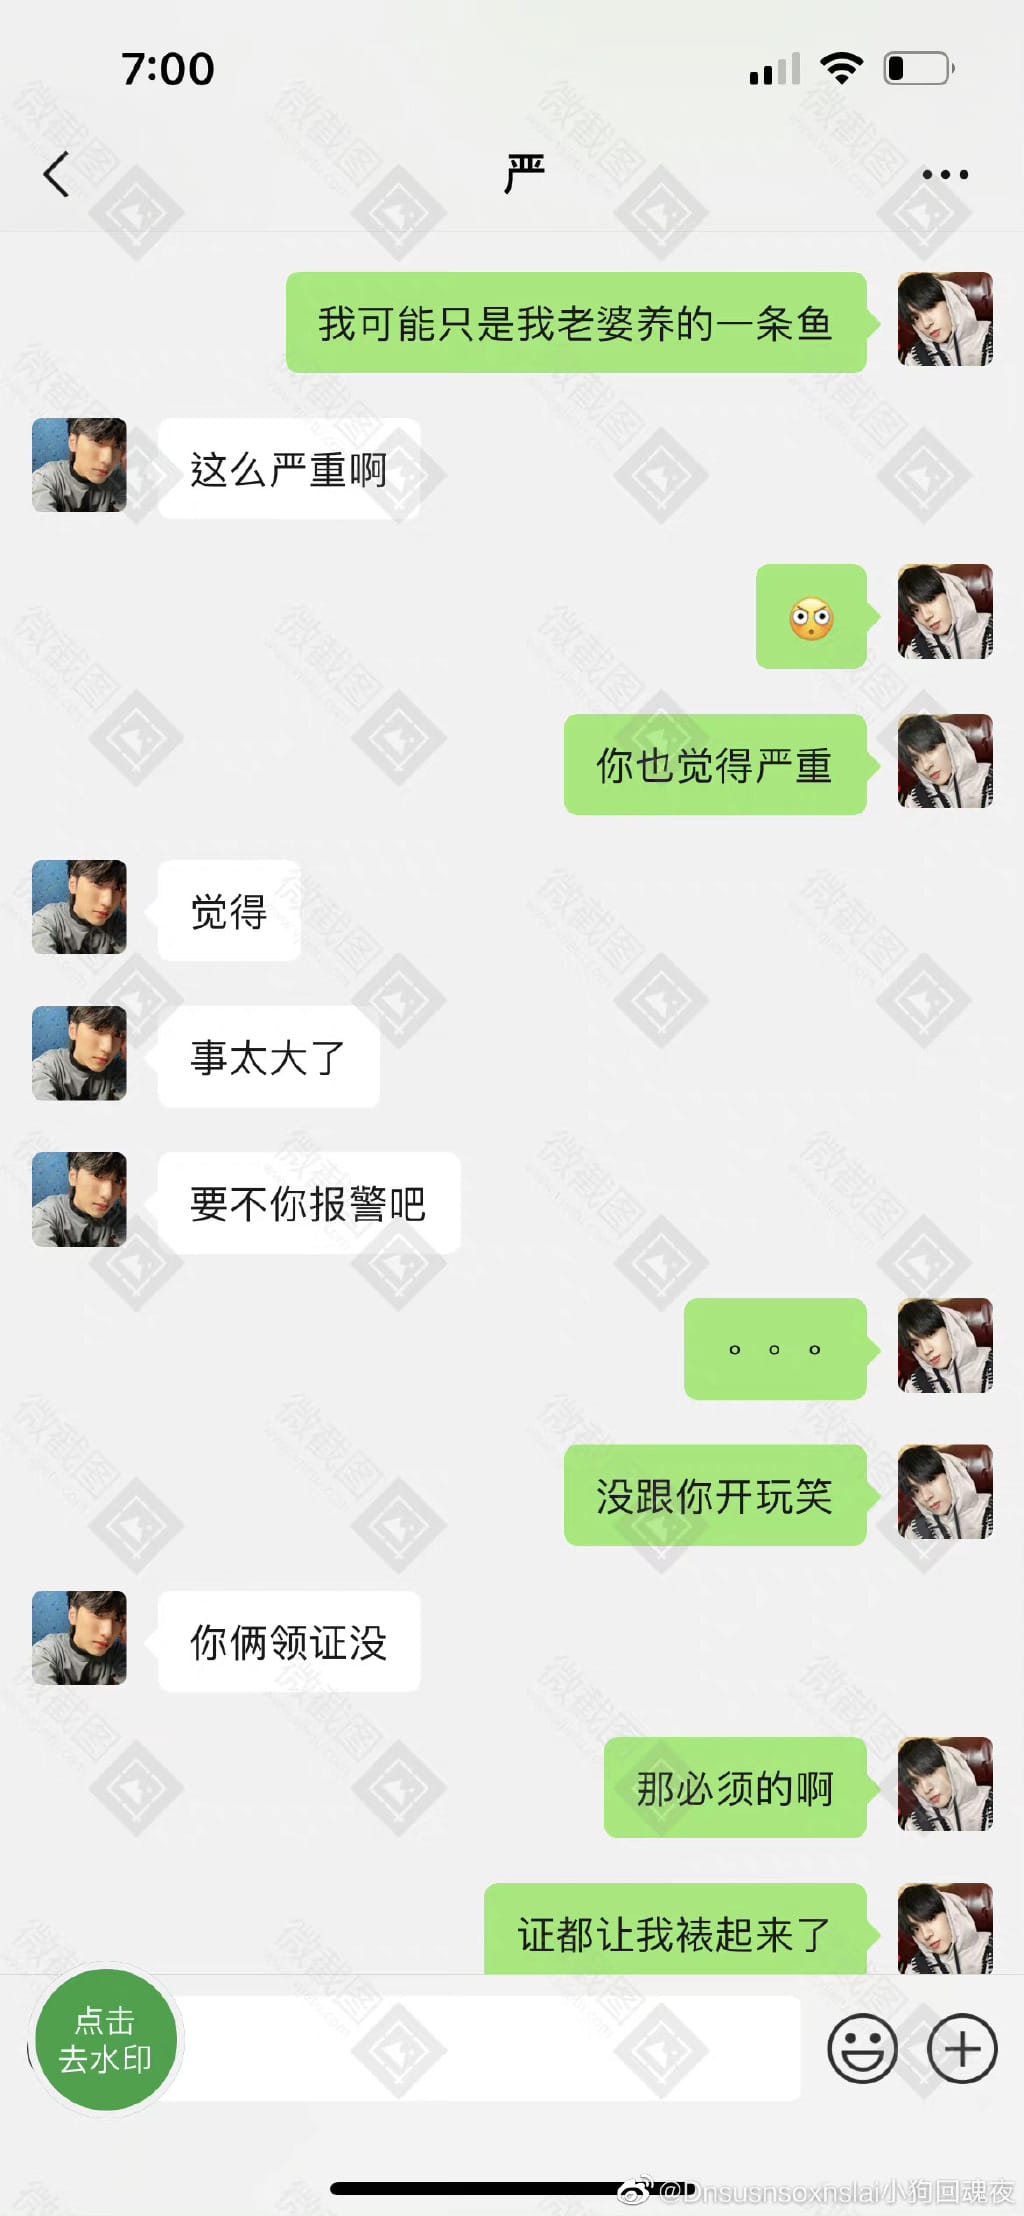 7:00
严
我可能只是我老婆养的一条鱼
这么严重啊
你也觉得严重
觉得
事太大了
要不你报警吧
。。。
没跟你开玩笑
你俩领证没
那必须的啊
证都让我裱起来了
点击
去水印
@Dnsusnsoxnslai小狗回魂夜
微截图